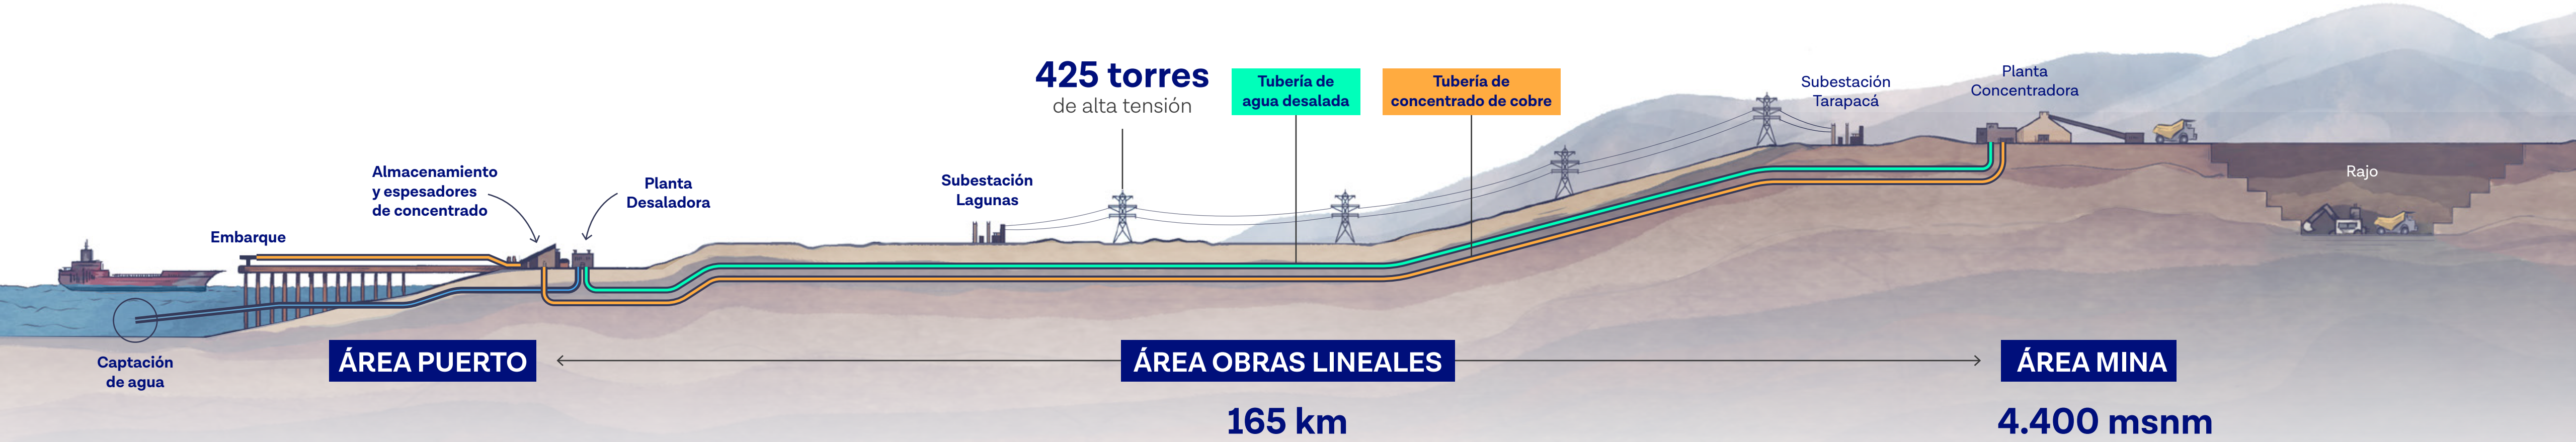 425 torres
de alta tensión
Tubería de
agua desalada
Tubería de
concentrado de cobre
Subestación
Tarapacá
Planta
Concentradora
Almacenamiento
y espesadores
de concentrado
Planta
Desaladora
Subestación
Lagunas
Rajo
Embarque
Captación
de agua
ÁREA PUERTO
ÁREA OBRAS LINEALES
ÁREA MINA
165 km
4.400 msnm